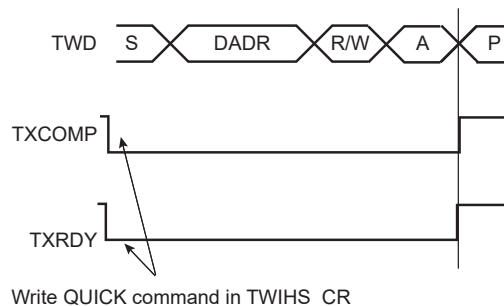 TWD S DADR R/W A P
TXCOMP
TXRDY
Write QUICK command in TWIHS_CR